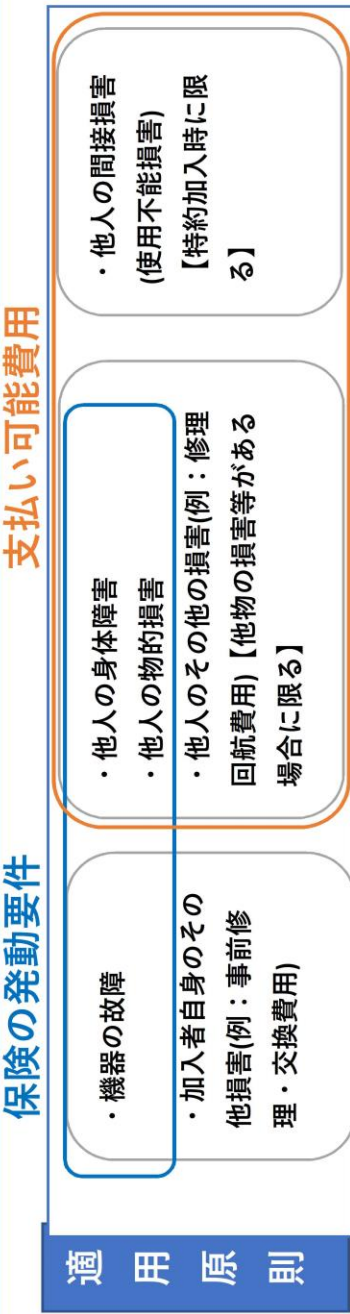 保険の発動要件
支払い可能費用
適用原則
・機器の故障
・加入者自身のその
他損害(例：事前修
理・交換費用)
・他人の身体障害
・他人の物的損害
・他人のその他の損害(例：修理
回航費用)【他物の損害等がある
場合に限る】
・他人の間接損害
(使用不能損害)
【特約加入時に限
る】